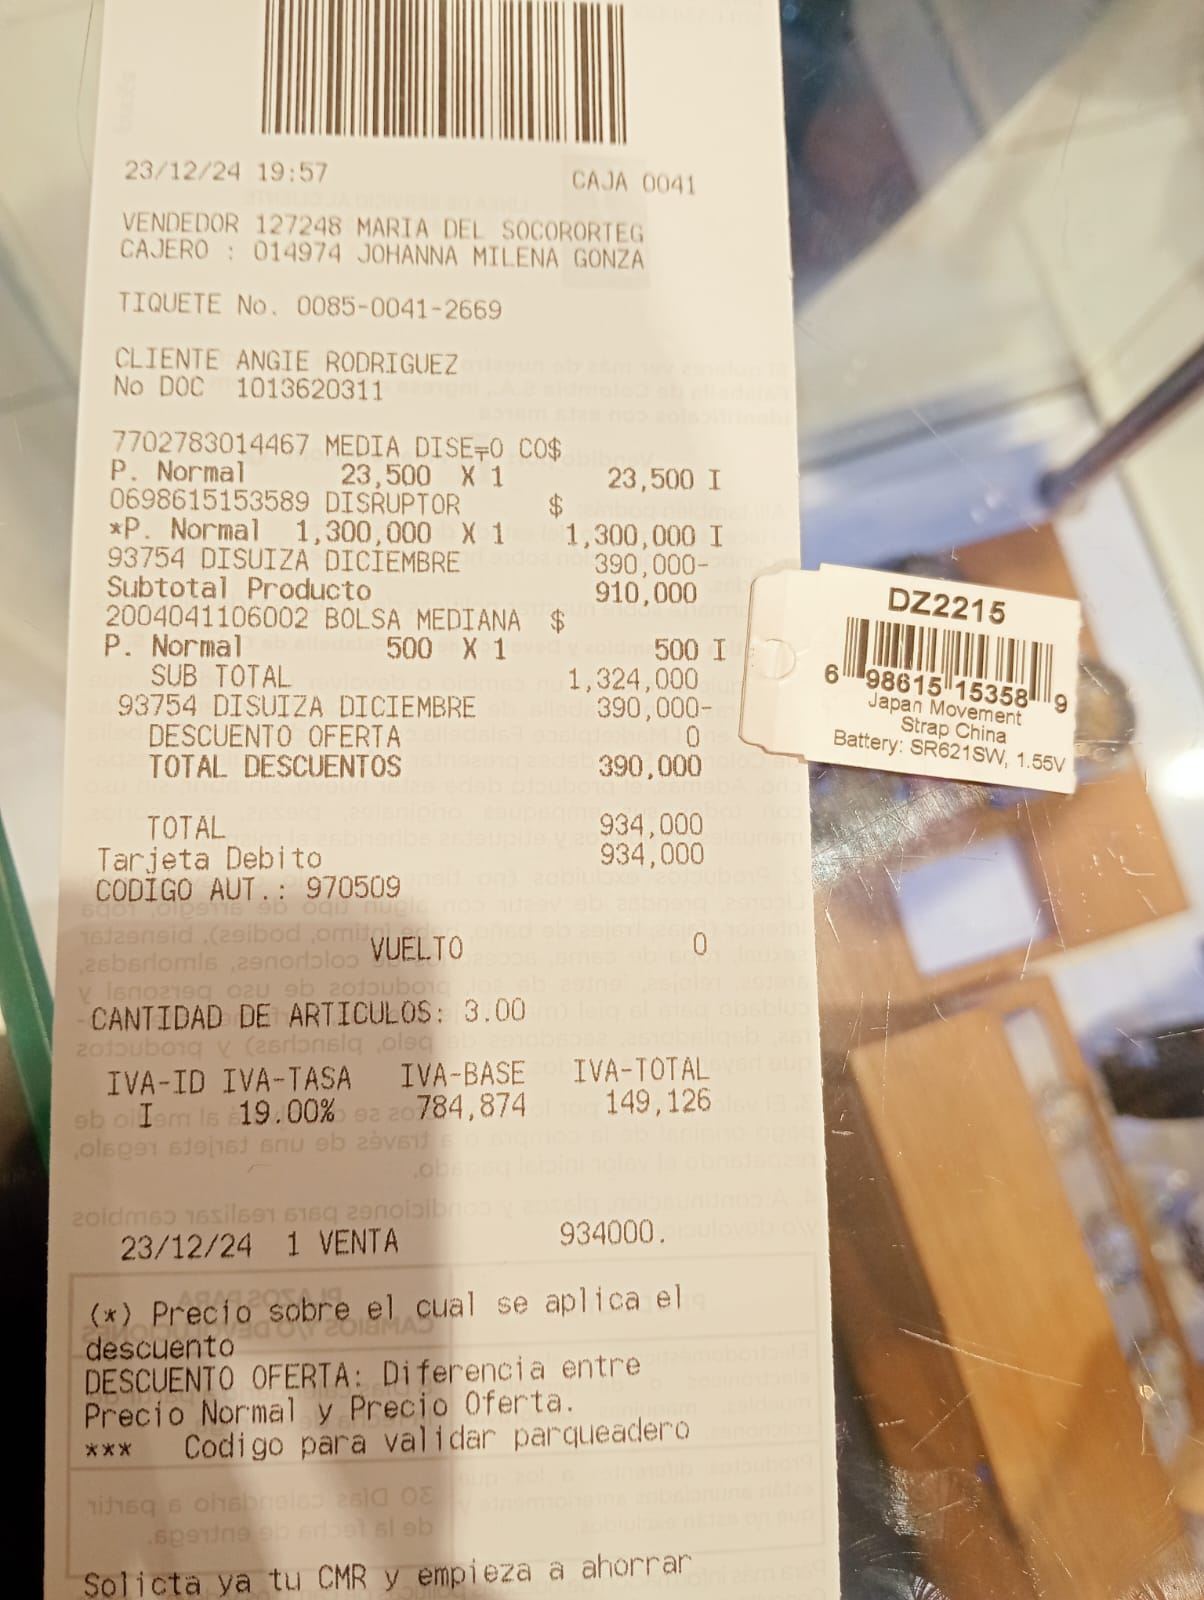 23/12/24 19:57 CAJA 0041
VENDEDOR 127248 MARIA DEL SOCORORTEG
CAJERO : 014974 JOHANNA MILENA GONZA
TIQUETE No. 0085-0041-2669
CLIENTE ANGIE RODRIGUEZ
No DOC 1013620311
7702783014467 MEDIA DISE╤O CO$
P. Normal 23,500 X 1 23,500 I
0698615153589 DISRUPTOR $
*P. Normal 1,300,000 X 1 1,300,000 I
93754 DISUIZA DICIEMBRE 390,000-
Subtotal Producto 910,000
2004041106002 BOLSA MEDIANA $
P. Normal 500 X 1 500 I
SUB TOTAL 1,324,000
93754 DISUIZA DICIEMBRE 390,000-
DESCUENTO OFERTA 0
TOTAL DESCUENTOS 390,000
TOTAL 934,000
Tarjeta Debito 934,000
CODIGO AUT.: 970509
VUELTO 0
CANTIDAD DE ARTICULOS: 3.00
IVA-ID IVA-TASA IVA-BASE IVA-TOTAL
I 19.00% 784,874 149,126
23/12/24 1 VENTA 934000.
(*) Precio sobre el cual se aplica el
descuento
DESCUENTO OFERTA: Diferencia entre
Precio Normal y Precio Oferta.
*** Codigo para validar parqueadero
Solicta ya tu CMR y empieza a ahorrar
DZ2215
6 98615 15358 9
Japan Movement
Strap China
Battery: SR621SW, 1.55V